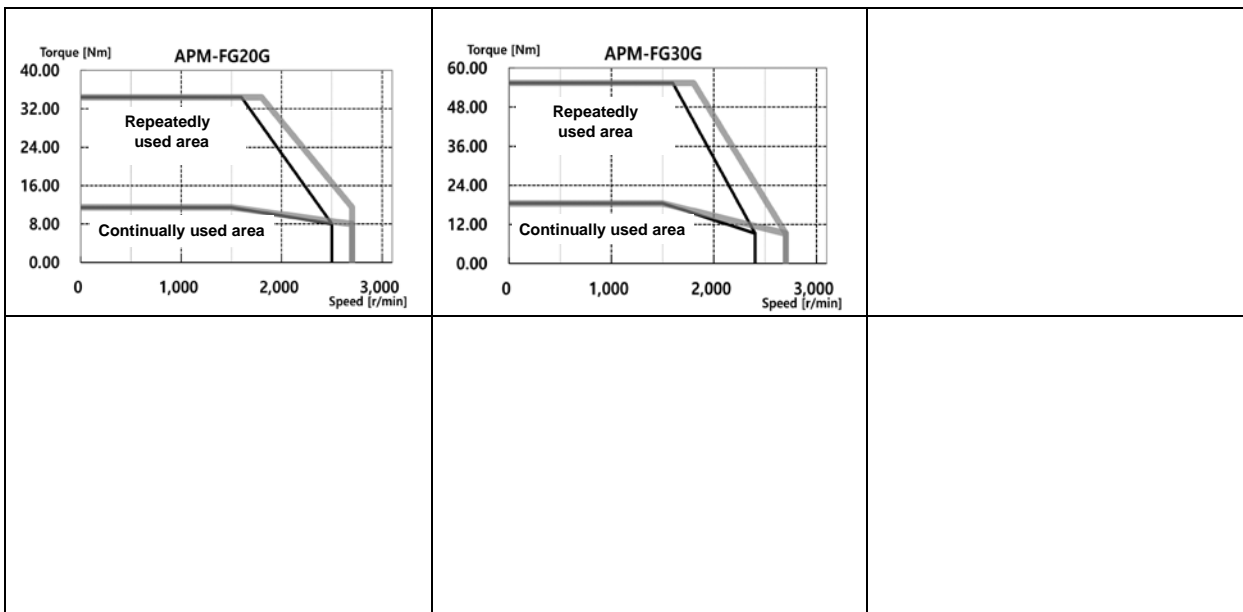 Torque [Nm]
APM-FG20G
40.00
32.00
24.00
16.00
8.00
0.00
Repeatedly
used area
Continually used area
0 1,000 2,000 3,000
Speed [r/min]
Torque [Nm]
APM-FG30G
60.00
48.00
36.00
24.00
12.00
0.00
Repeatedly
used area
Continually used area
0 1,000 2,000 3,000
Speed [r/min]